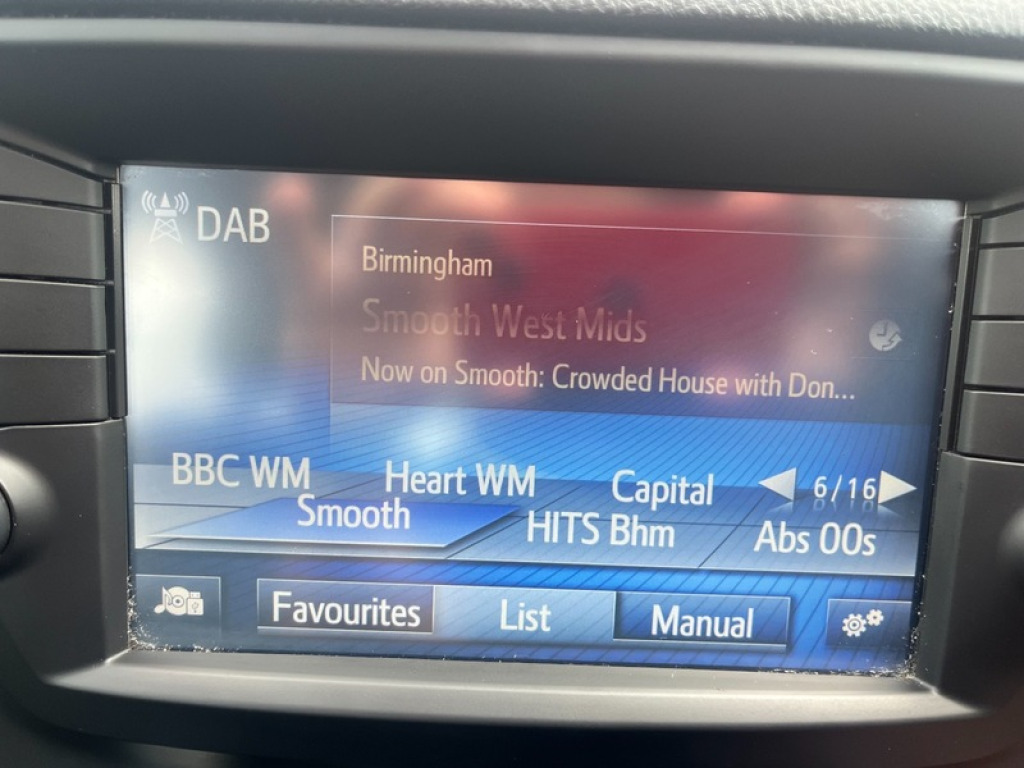 DAB
Birmingham
Smooth West Mids
Now on Smooth: Crowded House with Don...
BBC WM Heart WM Capital 6/16
Smooth HITS Bhm Abs 00s
Favourites List Manual